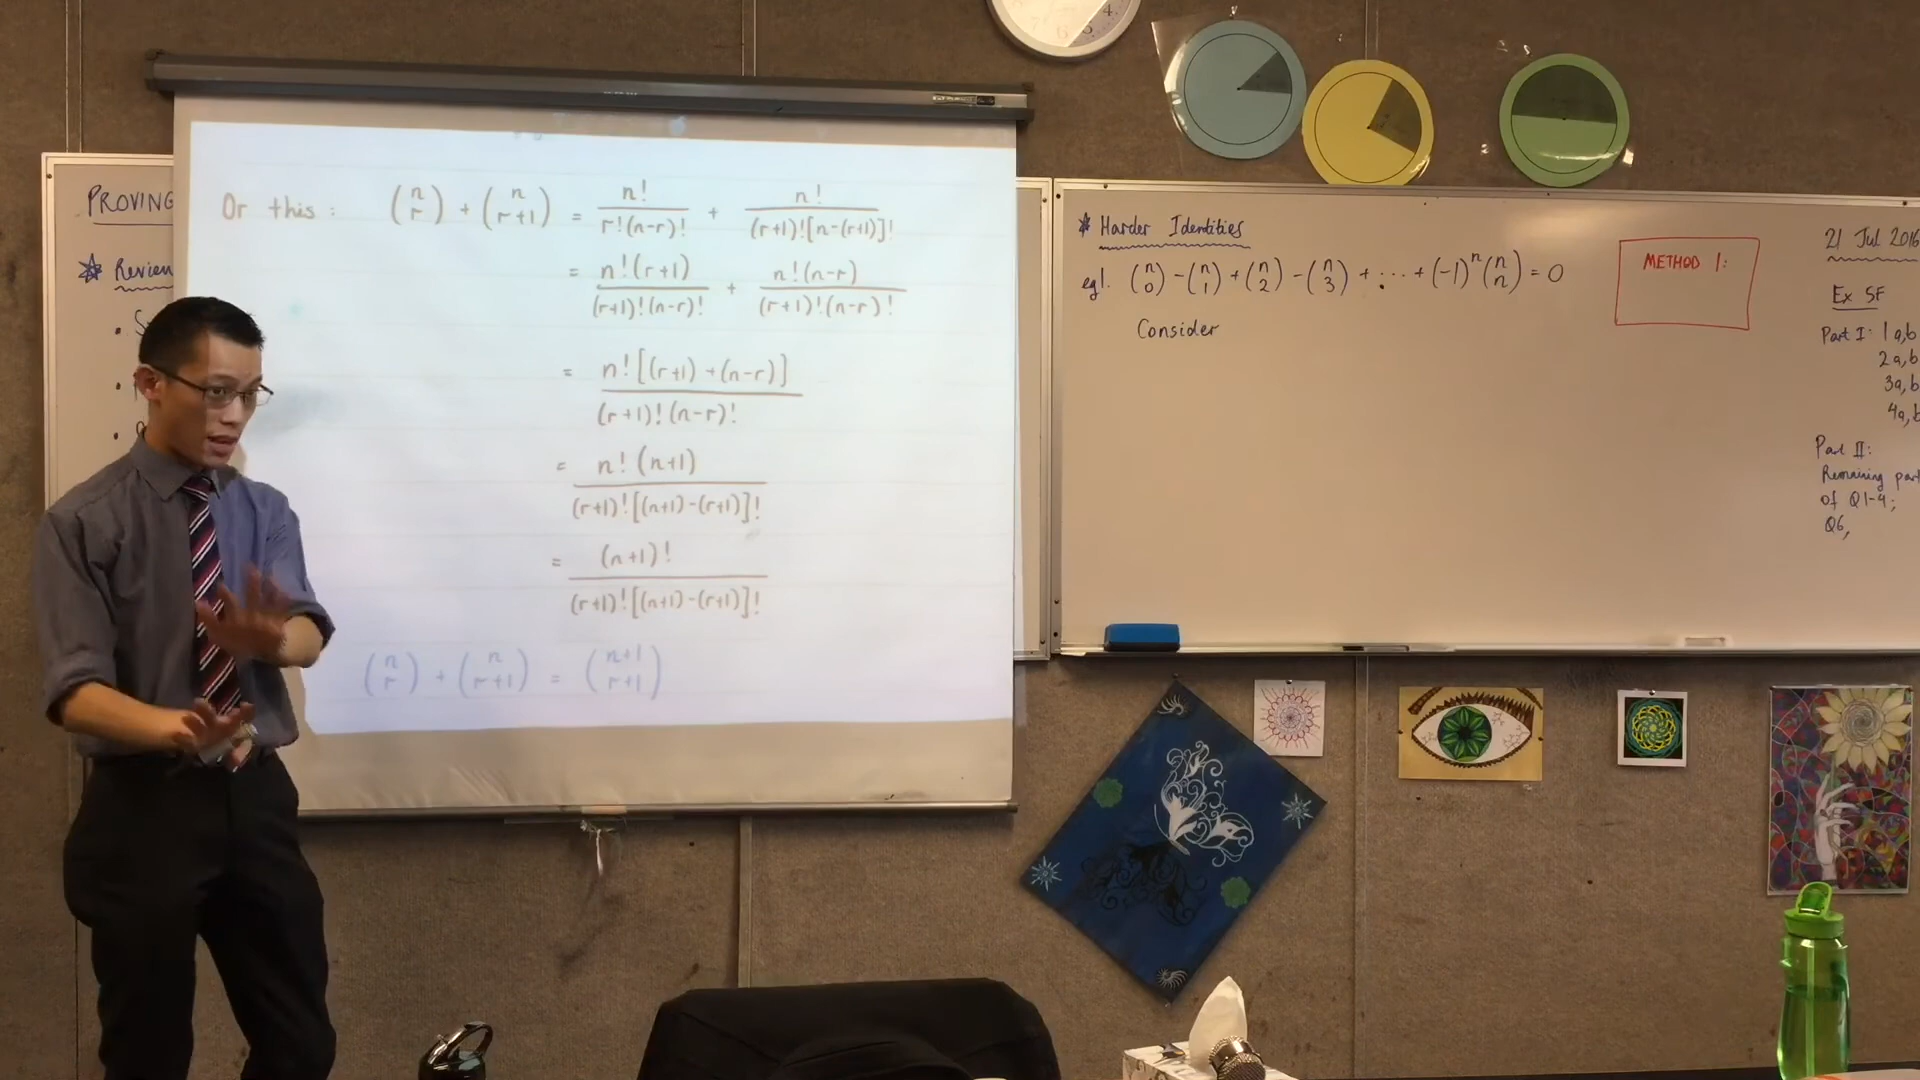 PROVING
* Review
Or this : (n r) + (n r+1) = n! / r!(n-r)! + n! / (r+1)![n-(r+1)]!
= n!(r+1) / (r+1)!(n-r)! + n!(n-r) / (r+1)!(n-r)!
= n![(r+1)+(n-r)] / (r+1)!(n-r)!
= n!(n+1) / (r+1)![(n+1)-(r+1)]!
= (n+1)! / (r+1)![(n+1)-(r+1)]!
(n r) + (n r+1) = (n+1 r+1)
* Harder Identities
eg1. (n 0) - (n 1) + (n 2) - (n 3) + ... + (-1)^n (n n) = 0
Consider
METHOD 1:
21 Jul 2016
Ex 5F
Part I: 1a,b
2a,b
3a,b
4a,b
Part II:
Remaining part
of Q1-4;
Q6,